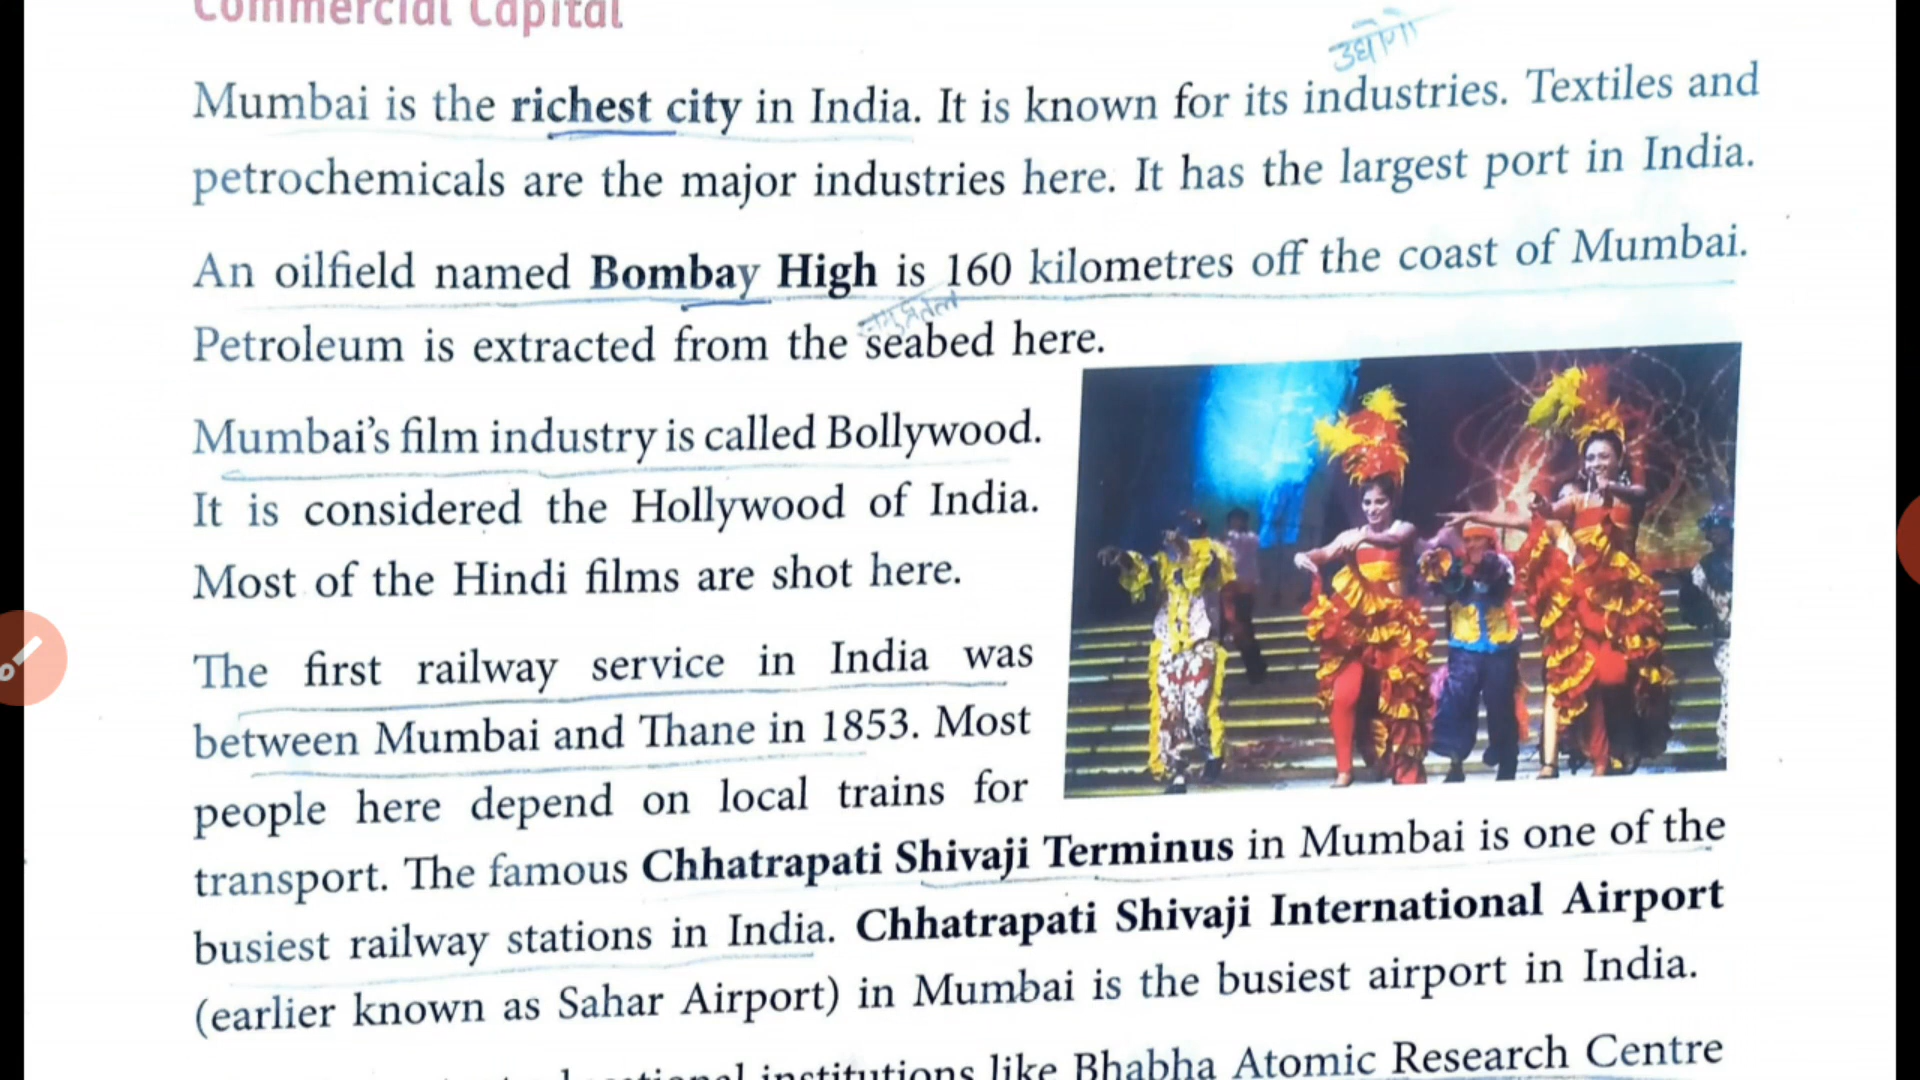 Commercial Capital
उद्योगो
Mumbai is the richest city in India. It is known for its industries. Textiles and
petrochemicals are the major industries here. It has the largest port in India.
An oilfield named Bombay High is 160 kilometres off the coast of Mumbai.
समुद्रतल
Petroleum is extracted from the seabed here.
Mumbai's film industry is called Bollywood.
It is considered the Hollywood of India.
Most of the Hindi films are shot here.
The first railway service in India was
between Mumbai and Thane in 1853. Most
people here depend on local trains for
transport. The famous Chhatrapati Shivaji Terminus in Mumbai is one of the
busiest railway stations in India. Chhatrapati Shivaji International Airport
(earlier known as Sahar Airport) in Mumbai is the busiest airport in India.
institutions like Bhabha Atomic Research Centre